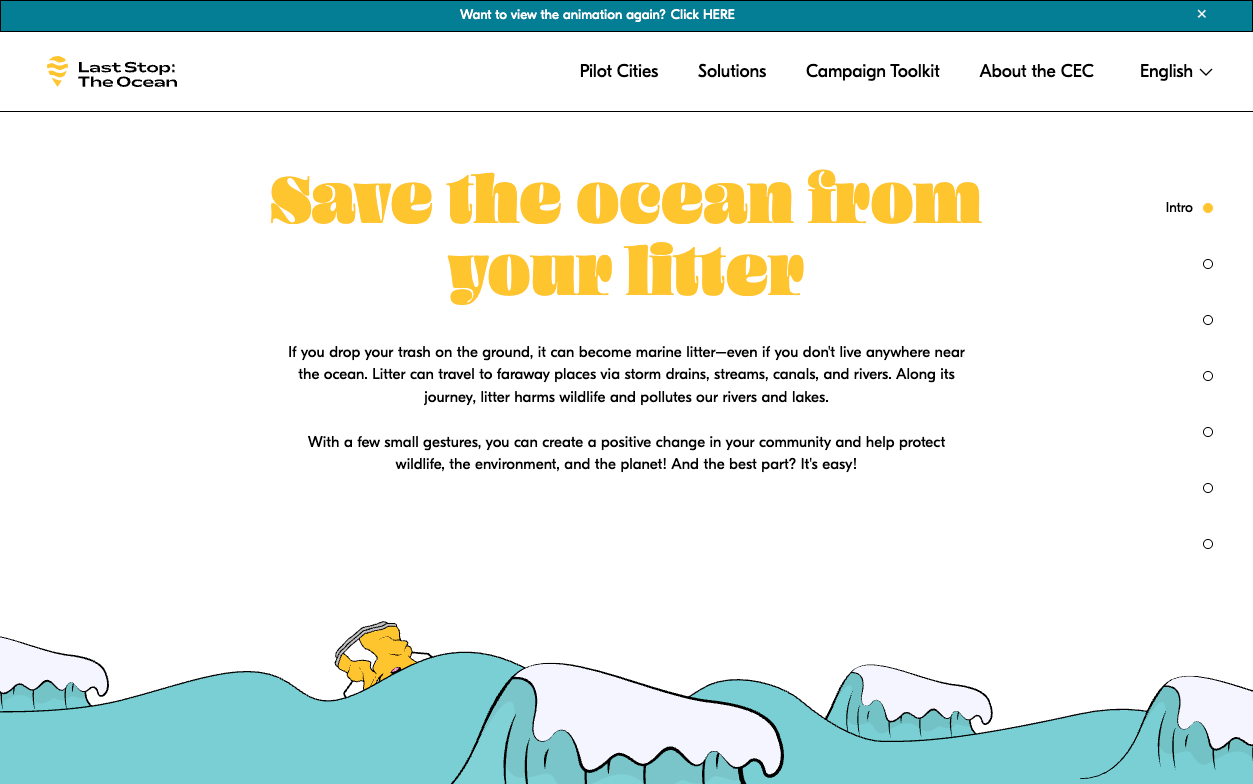 Want to view the animation again? Click HERE
×
Last Stop:
The Ocean
Pilot Cities
Solutions
Campaign Toolkit
About the CEC
English
Save the ocean from
your litter
Intro
If you drop your trash on the ground, it can become marine litter—even if you don't live anywhere near
the ocean. Litter can travel to faraway places via storm drains, streams, canals, and rivers. Along its
journey, litter harms wildlife and pollutes our rivers and lakes.
With a few small gestures, you can create a positive change in your community and help protect
wildlife, the environment, and the planet! And the best part? It's easy!